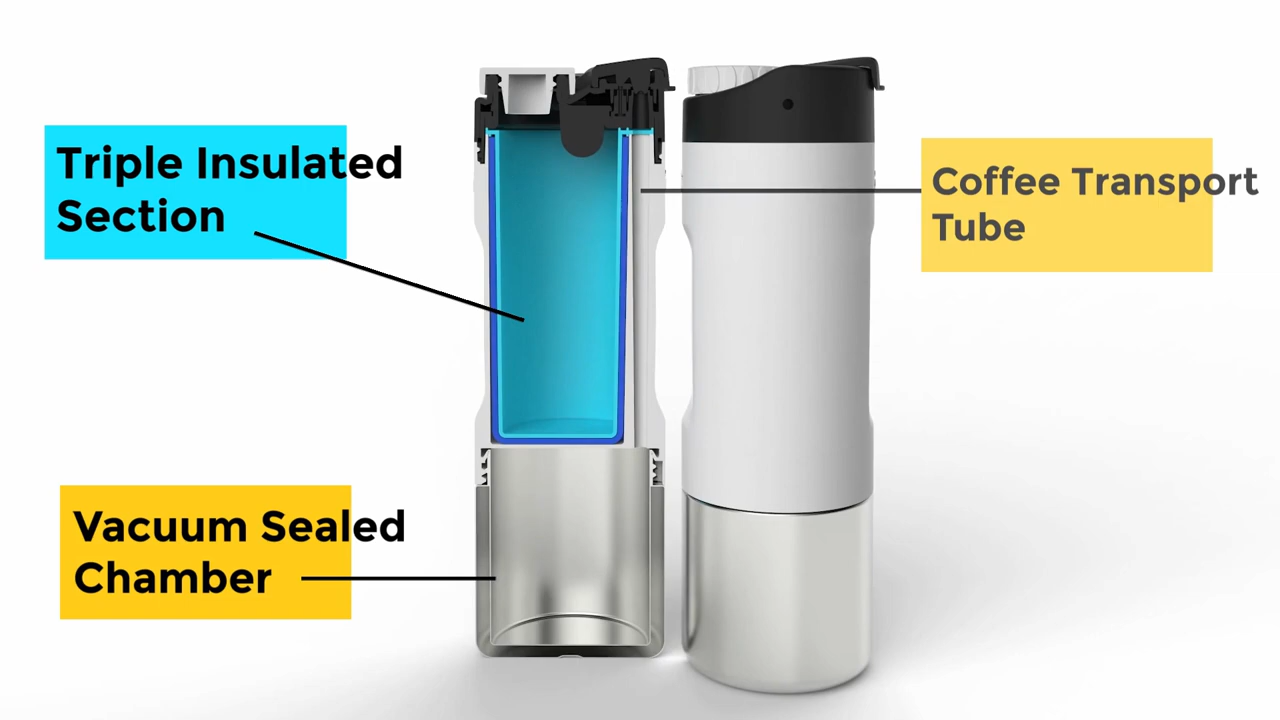 Triple Insulated
Section
Coffee Transport
Tube
Vacuum Sealed
Chamber